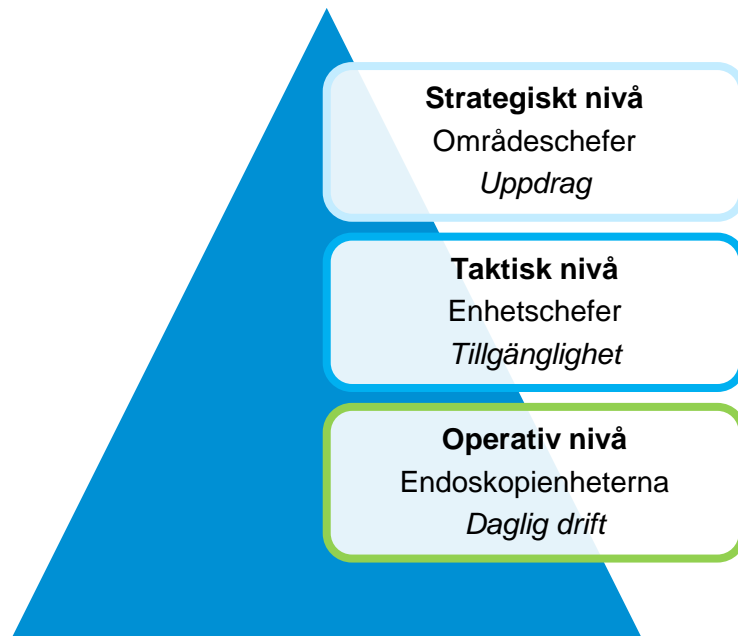 Strategiskt nivå
Områdeschefer
Uppdrag
Taktisk nivå
Enhetschefer
Tillgänglighet
Operativ nivå
Endoskopienheterna
Daglig drift